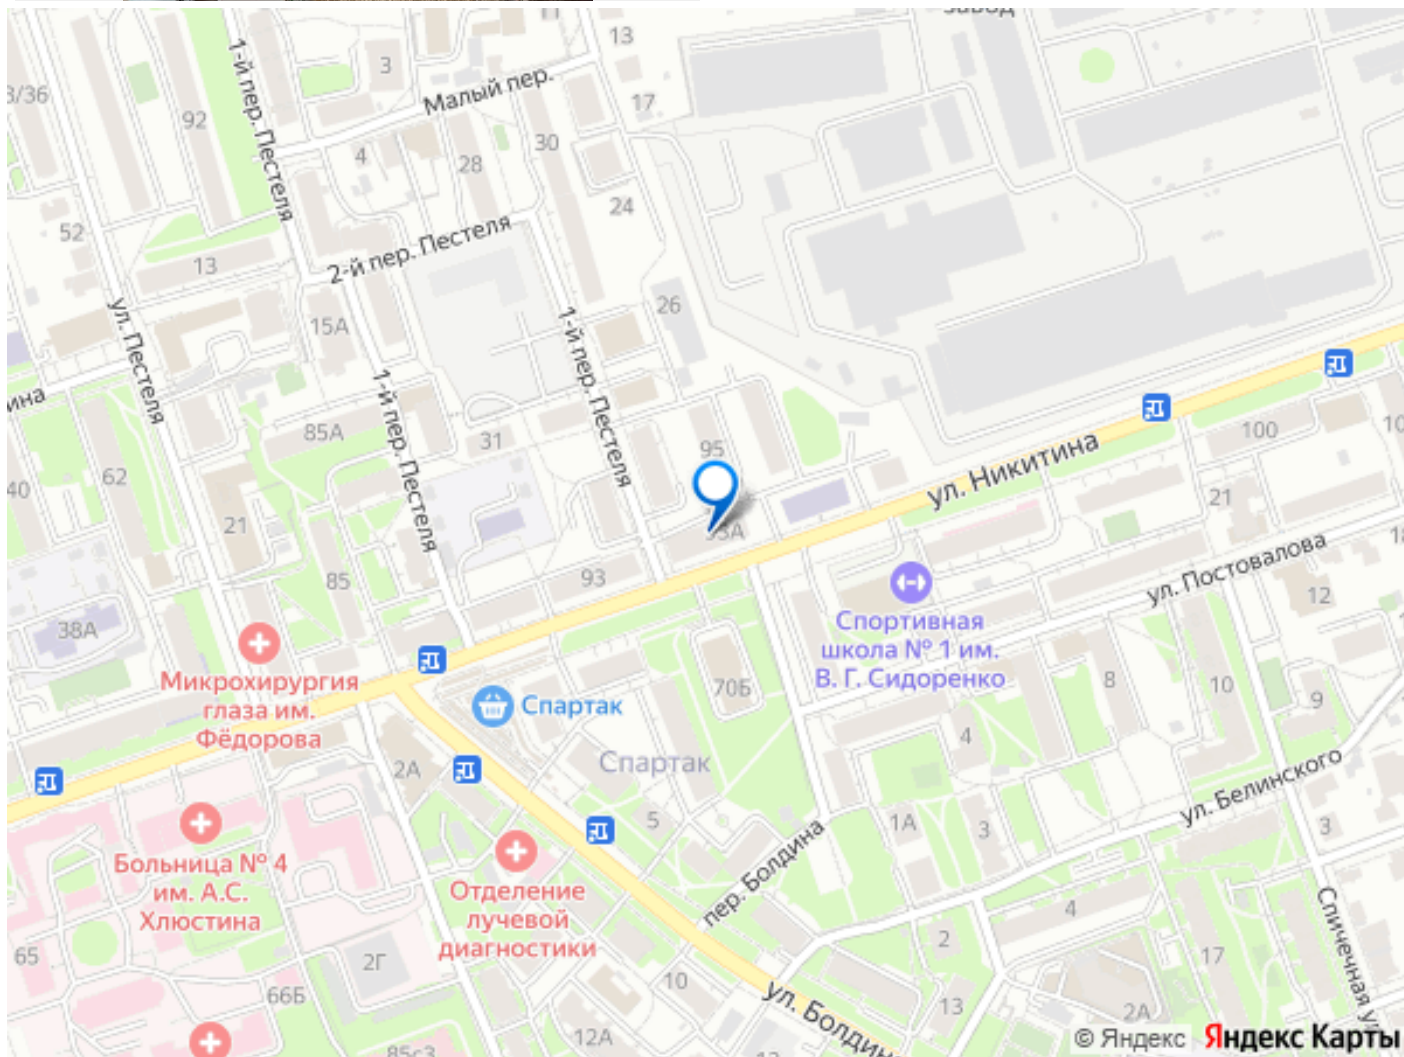 завод
П
13
3
1-й пер. Пестеля
Малый пер.
3/36
92
17
30
4
28
24
52
2-й пер. Пестеля
13
26
15А
ул. Пестеля
1-й пер. Пестеля
1-й пер. Пестеля
ина
85А
31
95
100
10
ул. Никитина
62
40
21
21
93А
18
ул. Постовалова
85
93
12
38А
Спортивная
школа № 1 им.
В. Г. Сидоренко
Микрохирургия
глаза им.
Фёдорова
70Б
8
10
9
Спартак
4
Спартак
2А
ул. Белинского
5
1А
3
3
Больница № 4
им. А.С.
Хлюстина
Отделение
лучевой
диагностики
пер. Болдина
Спичечная ул.
4
2
17
65
2Г
66Б
10
13
2А
ул. Болдина
12А
12
85с3
© Яндекс Яндекс Карты